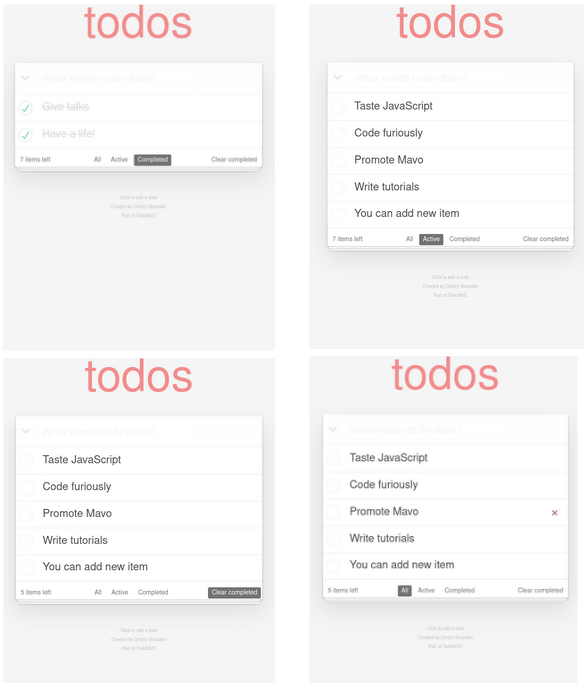 todos
What needs to be done?
Give talks
Have a life!
7 items left All Active Completed Clear completed
Click to edit a todo
Created by Dmitry Sharabin
Part of TodoMVC
todos
What needs to be done?
Taste JavaScript
Code furiously
Promote Mavo
Write tutorials
You can add new item
7 items left All Active Completed Clear completed
Click to edit a todo
Created by Dmitry Sharabin
Part of TodoMVC
todos
What needs to be done?
Taste JavaScript
Code furiously
Promote Mavo
Write tutorials
You can add new item
5 items left All Active Completed Clear completed
Click to edit a todo
Created by Dmitry Sharabin
Part of TodoMVC
todos
What needs to be done?
Taste JavaScript
Code furiously
Promote Mavo ×
Write tutorials
You can add new item
5 items left All Active Completed Clear completed
Click to edit a todo
Created by Dmitry Sharabin
Part of TodoMVC